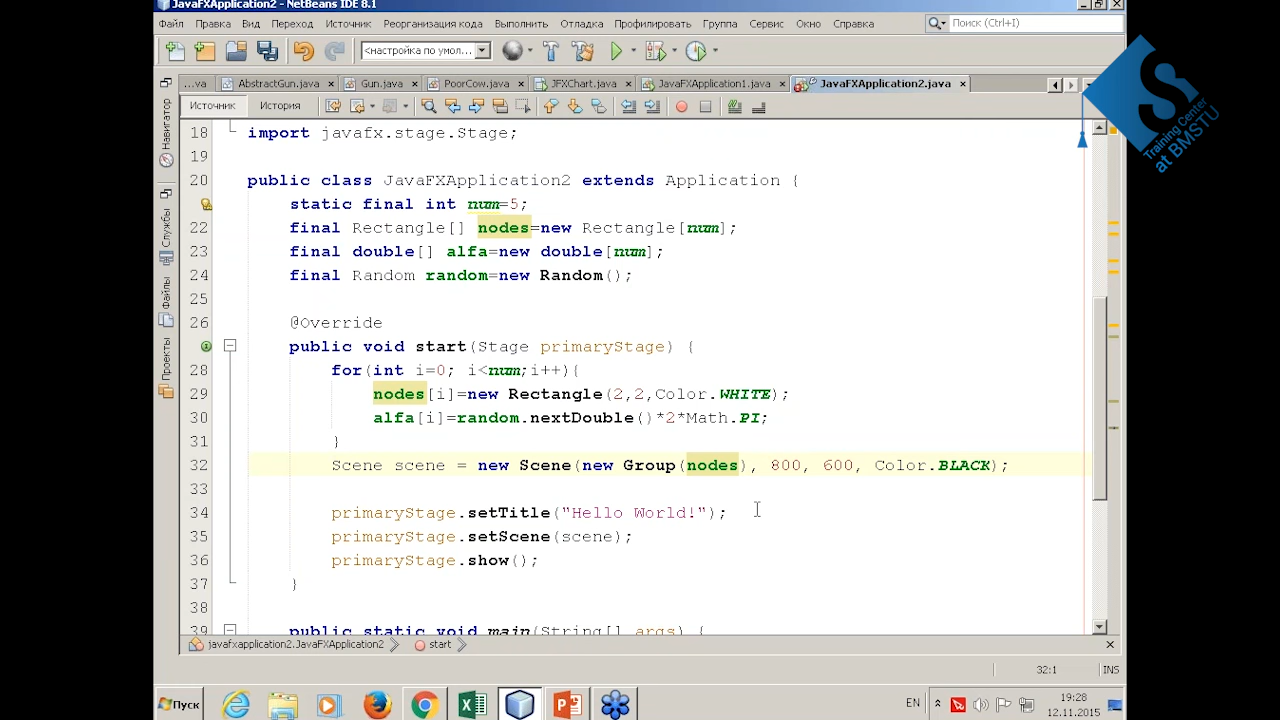 JavaFXApplication2 - NetBeans IDE 8.1
Файл Правка Вид Переход Источник Реорганизация кода Выполнить Отладка Профилировать Группа Сервис Окно Справка
Поиск (Ctrl+I)
<настройка по умол...
...va AbstractGun.java Gun.java PoorCow.java JFXChart.java JavaFXApplication1.java JavaFXApplication2.java
Источник История
Навигатор
Службы
Файлы
Проекты
18 import javafx.stage.Stage;
19
20 public class JavaFXApplication2 extends Application {
static final int num=5;
22 final Rectangle[] nodes=new Rectangle[num];
23 final double[] alfa=new double[num];
24 final Random random=new Random();
25
26 @Override
public void start(Stage primaryStage) {
28 for(int i=0; i<num;i++){
29 nodes[i]=new Rectangle(2,2,Color.WHITE);
30 alfa[i]=random.nextDouble()*2*Math.PI;
31 }
32 Scene scene = new Scene(new Group(nodes), 800, 600, Color.BLACK);
33
34 primaryStage.setTitle("Hello World!");
35 primaryStage.setScene(scene);
36 primaryStage.show();
37 }
38
39 public static void main(String[] args) {
javafxapplication2.JavaFXApplication2 start
32:1 INS
Пуск
EN
19:28
12.11.2015
Training Center
at BMSTU